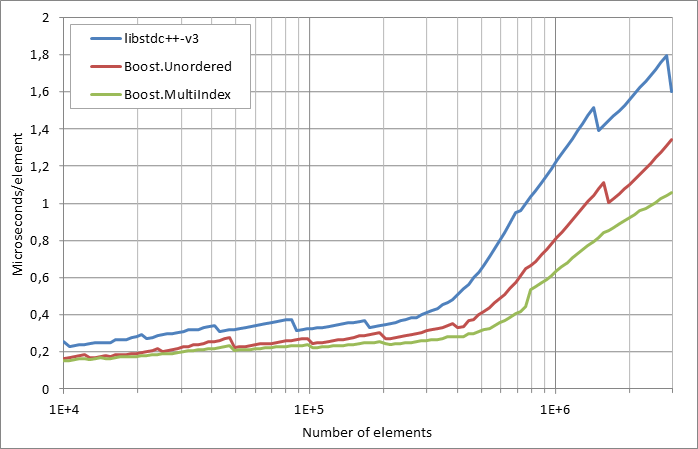 2
1,8
1,6
1,4
1,2
1
0,8
0,6
0,4
0,2
0
Microseconds/element
libstdc++-v3
Boost.Unordered
Boost.MultiIndex
1E+4
1E+5
1E+6
Number of elements